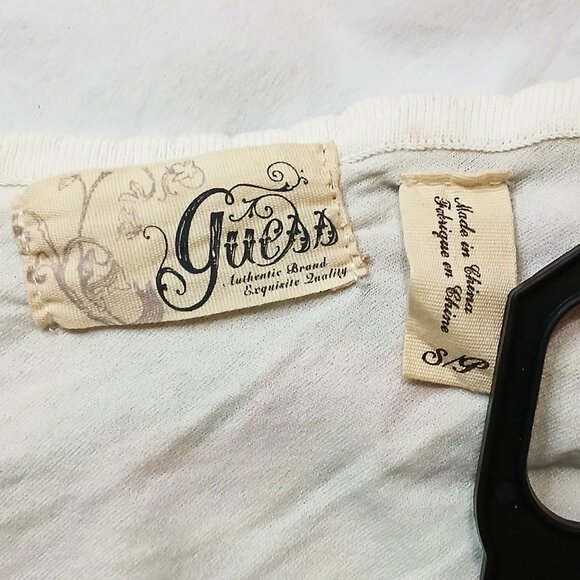 guess
Authentic Brand
Exquisite Quality
Made in China
Fabrique en Chine
S/P